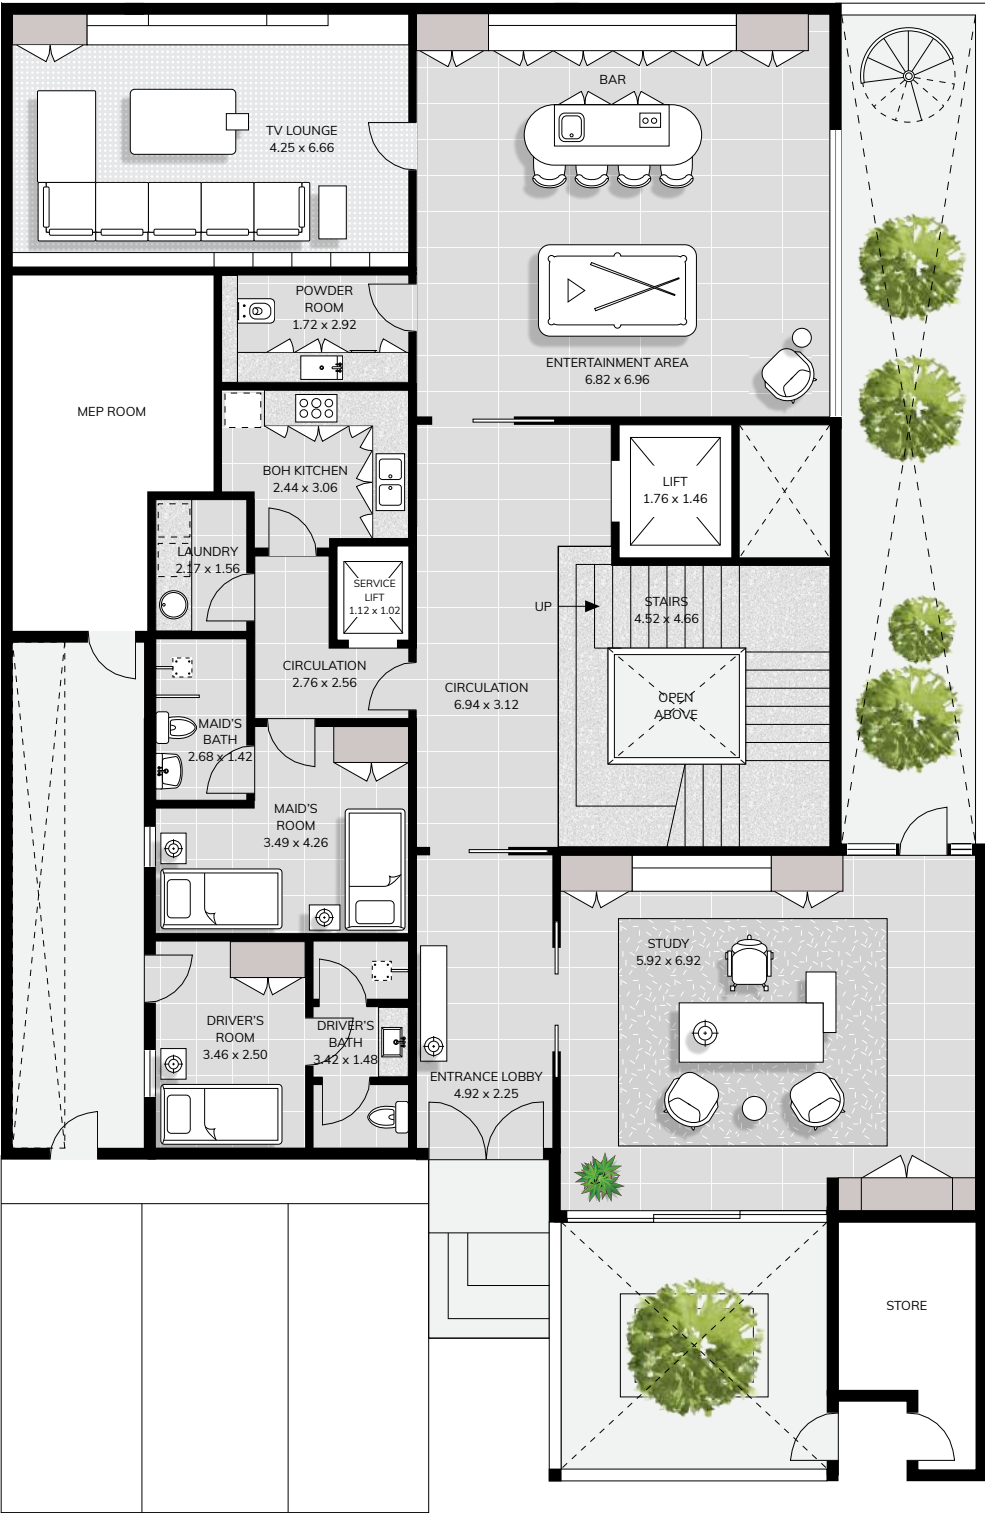 BAR
TV LOUNGE
4.25 x 6.66
POWDER
ROOM
1.72 x 2.92
ENTERTAINMENT AREA
6.82 x 6.96
MEP ROOM
BOH KITCHEN
2.44 x 3.06
LIFT
1.76 x 1.46
LAUNDRY
2.17 x 1.56
SERVICE
LIFT
1.12 x 1.02
UP
STAIRS
4.52 x 4.66
CIRCULATION
2.76 x 2.56
CIRCULATION
6.94 x 3.12
OPEN
ABOVE
MAID'S
BATH
2.68 x 1.42
MAID'S
ROOM
3.49 x 4.26
STUDY
5.92 x 6.92
DRIVER'S
ROOM
3.46 x 2.50
DRIVER'S
BATH
3.42 x 1.48
ENTRANCE LOBBY
4.92 x 2.25
STORE